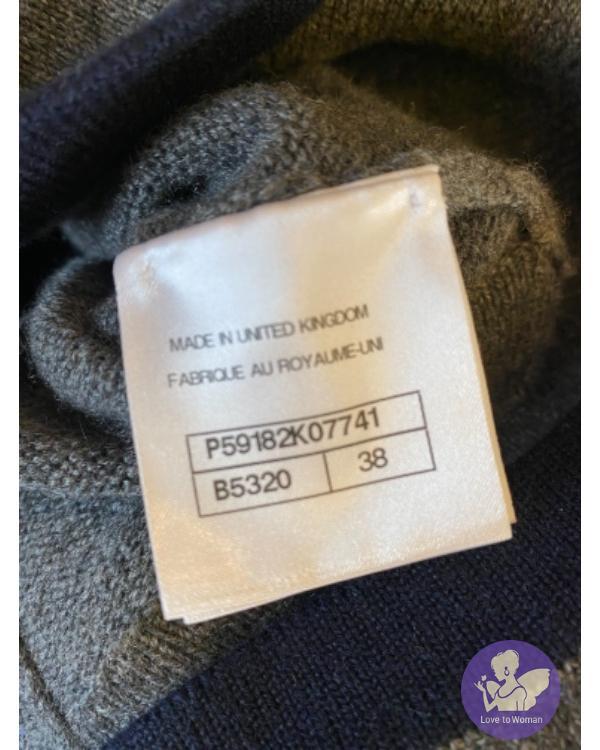 MADE IN UNITED KINGDOM
FABRIQUE AU ROYAUME-UNI
P59182K07741
B5320 38
Love to Woman